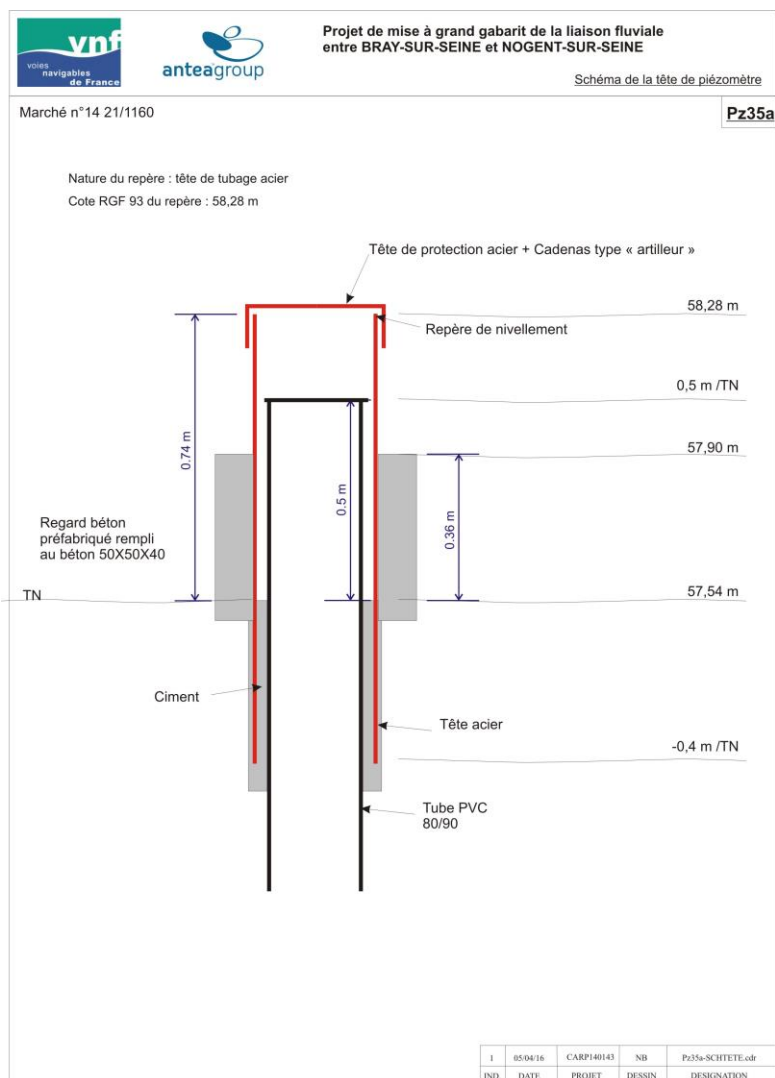 vnf
voies
navigables
de France
anteagroup
Projet de mise à grand gabarit de la liaison fluviale
entre BRAY-SUR-SEINE et NOGENT-SUR-SEINE
Schéma de la tête de piézomètre
Marché n°14 21/1160
Pz35a
Nature du repère : tête de tubage acier
Cote RGF 93 du repère : 58,28 m
Tête de protection acier + Cadenas type « artilleur »
58,28 m
Repère de nivellement
0,5 m /TN
57,90 m
0.74 m
0.5 m
0.36 m
Regard béton
préfabriqué rempli
au béton 50X50X40
TN
57,54 m
Ciment
Tête acier
-0,4 m /TN
Tube PVC
80/90
1 05/04/16 CARP140143 NB Pz35a-SCHTETE.cdr
IND. DATE PROJET DESSIN DESIGNATION